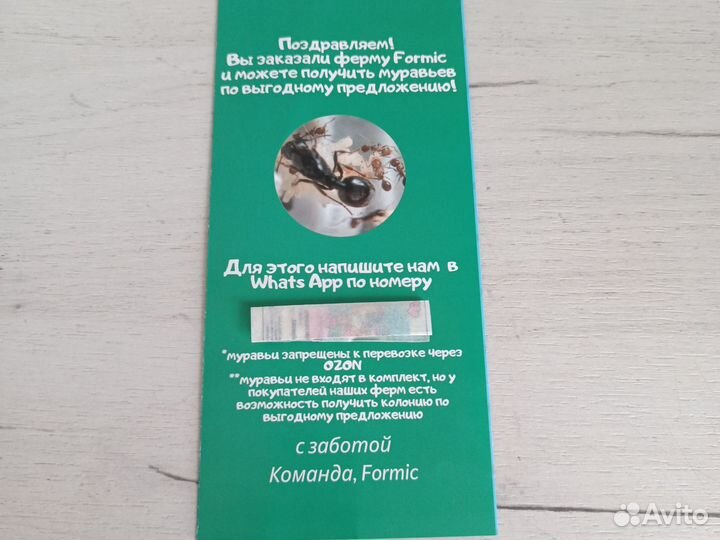 Поздравляем!
Вы заказали ферму Formic
и можете получить муравьев
по выгодному предложению!
Для этого напишите нам в
Whats App по номеру
*муравьи запрещены к перевозке через
OZON
**муравьи не входят в комплект, но у
покупателей наших ферм есть
возможность получить колонию по
выгодному предложению
с заботой
Команда, Formic
Avito